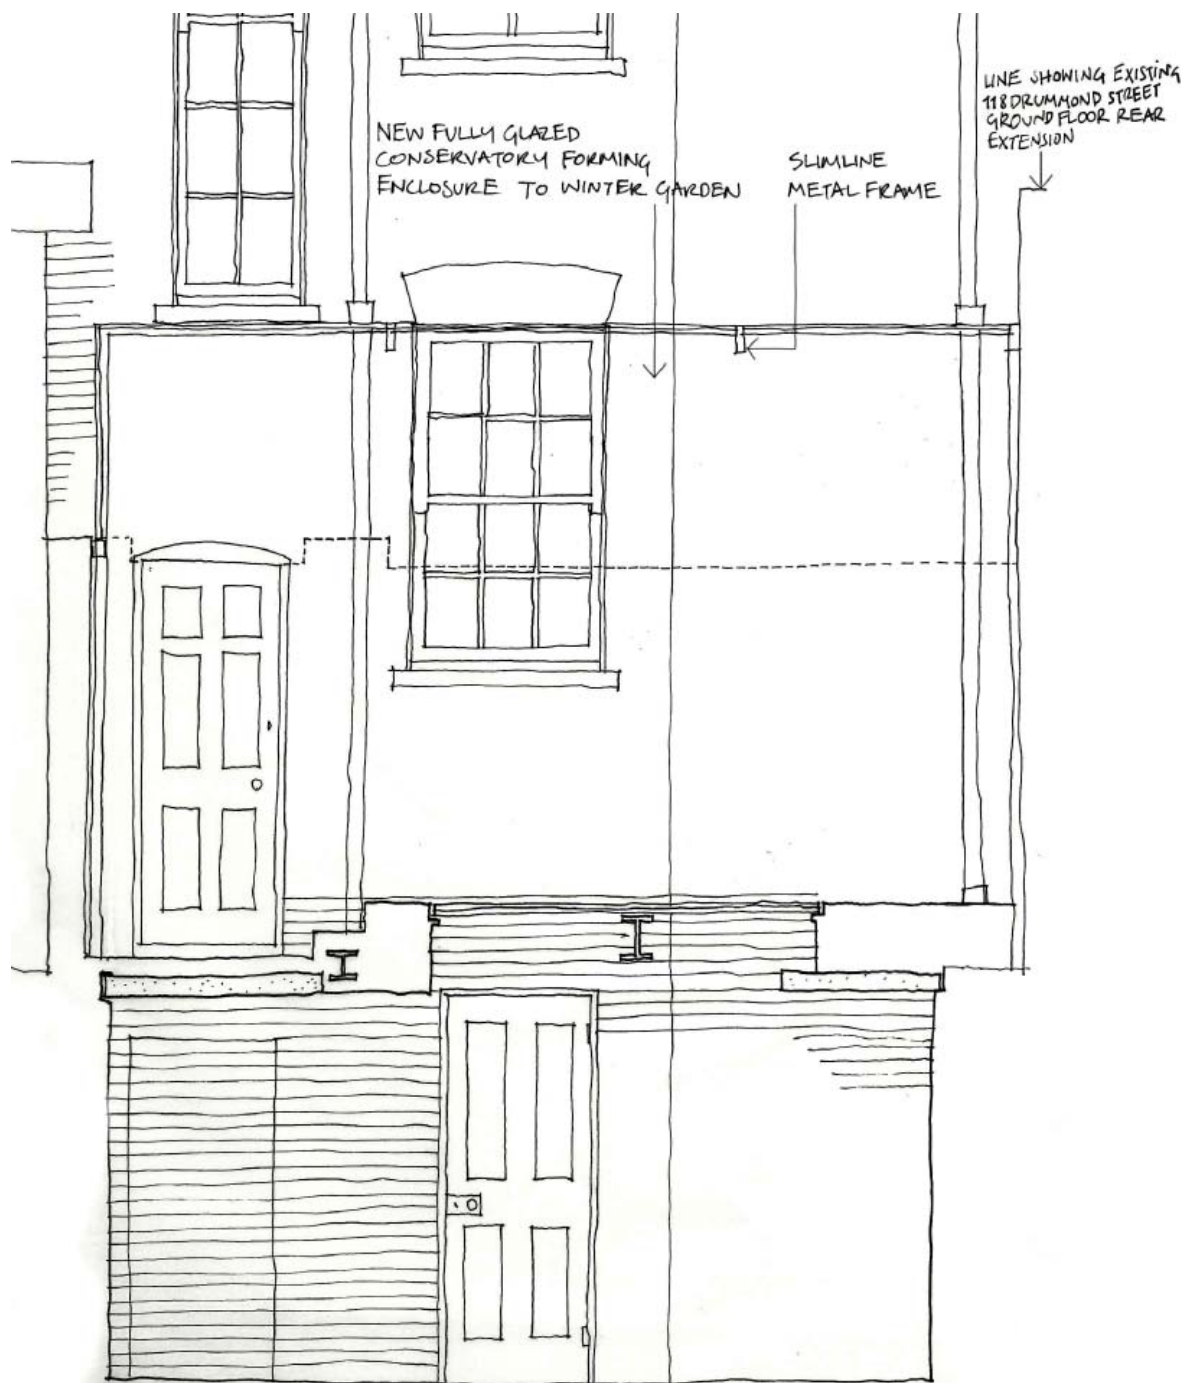 NEW FULLY GLAZED
CONSERVATORY FORMING
ENCLOSURE TO WINTER GARDEN
SLIMLINE
METAL FRAME
LINE SHOWING EXISTING
118 DRUMMOND STREET
GROUND FLOOR REAR
EXTENSION